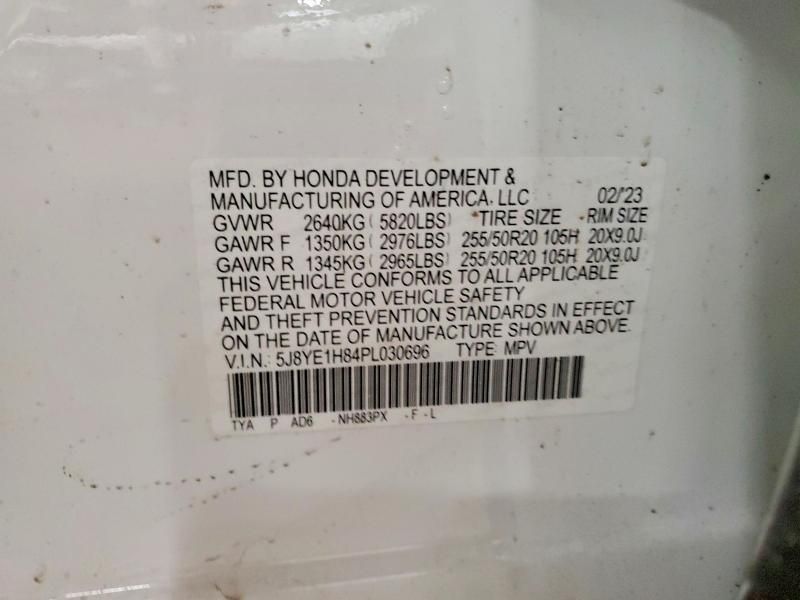 MFD. BY HONDA DEVELOPMENT &
MANUFACTURING OF AMERICA, LLC 02/'23
GVWR 2640KG ( 5820LBS) TIRE SIZE RIM SIZE
GAWR F 1350KG ( 2976LBS) 255/50R20 105H 20X9.0J
GAWR R 1345KG ( 2965LBS) 255/50R20 105H 20X9.0J
THIS VEHICLE CONFORMS TO ALL APPLICABLE
FEDERAL MOTOR VEHICLE SAFETY
AND THEFT PREVENTION STANDARDS IN EFFECT
ON THE DATE OF MANUFACTURE SHOWN ABOVE.
V.I.N.: 5J8YE1H84PL030696 TYPE: MPV
TYA P AD6 -NH883PX -F -L